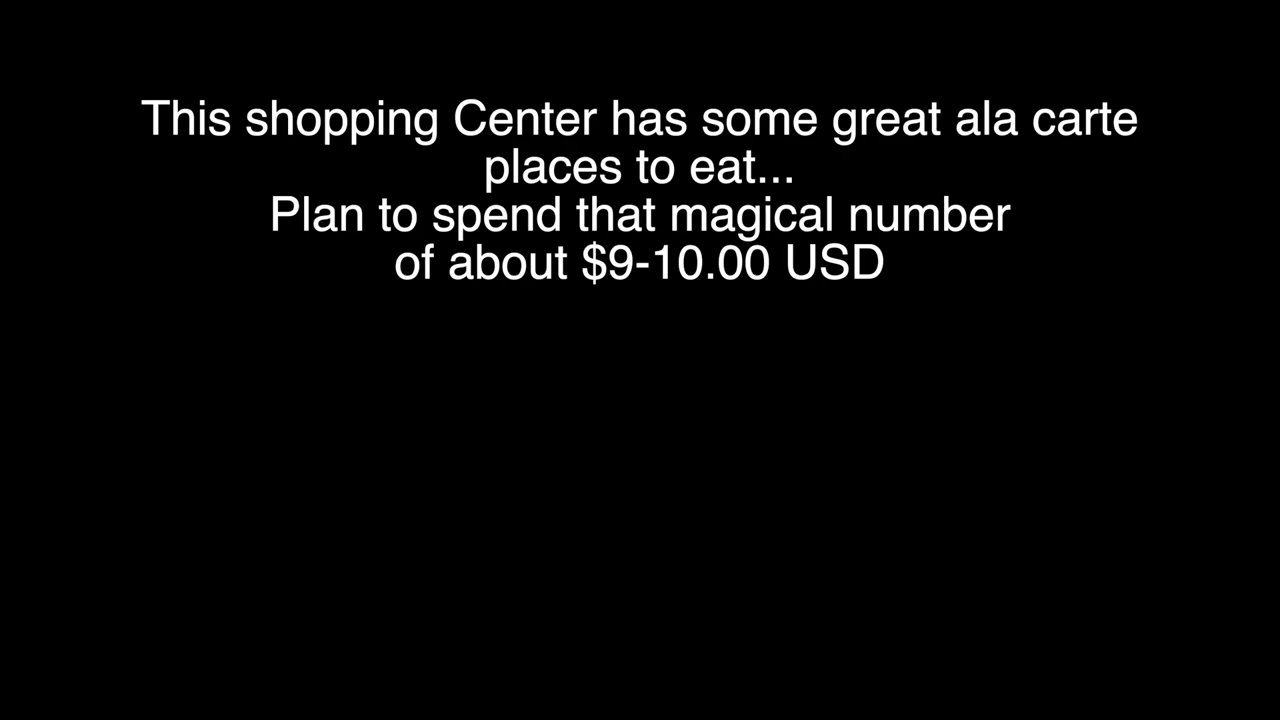 This shopping Center has some great ala carte
places to eat...
Plan to spend that magical number
of about $9-10.00 USD